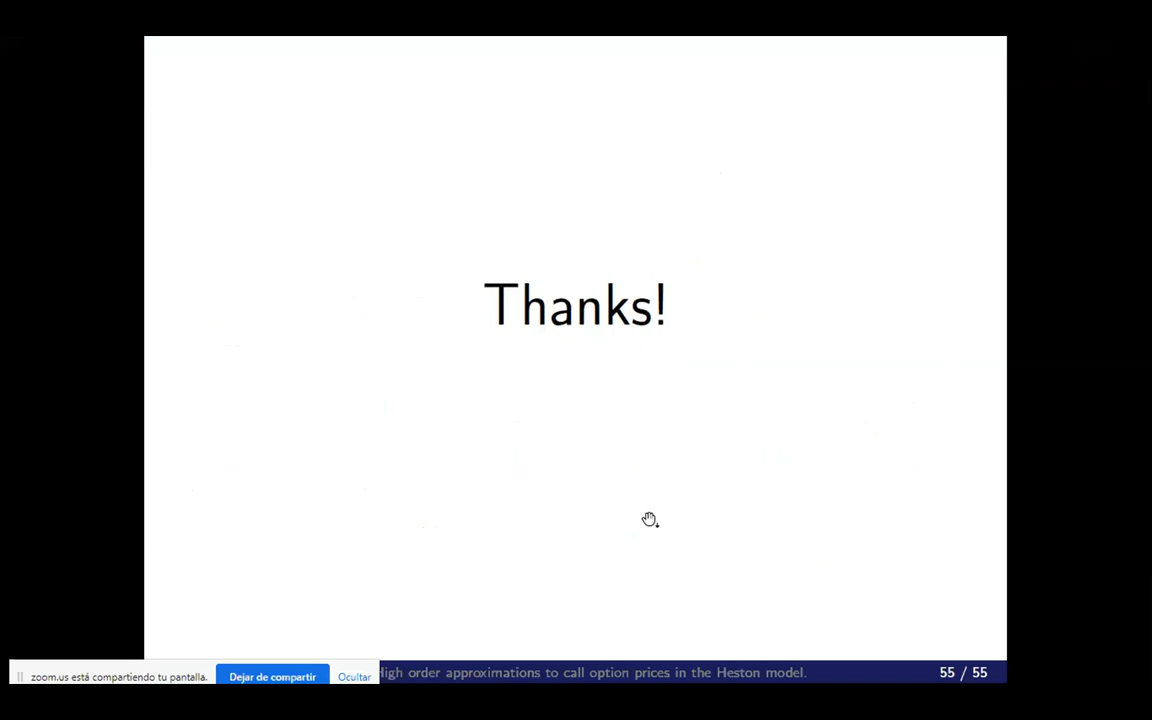 Thanks!
zoom.us está compartiendo tu pantalla. Dejar de compartir Ocultar
High order approximations to call option prices in the Heston model. 55 / 55